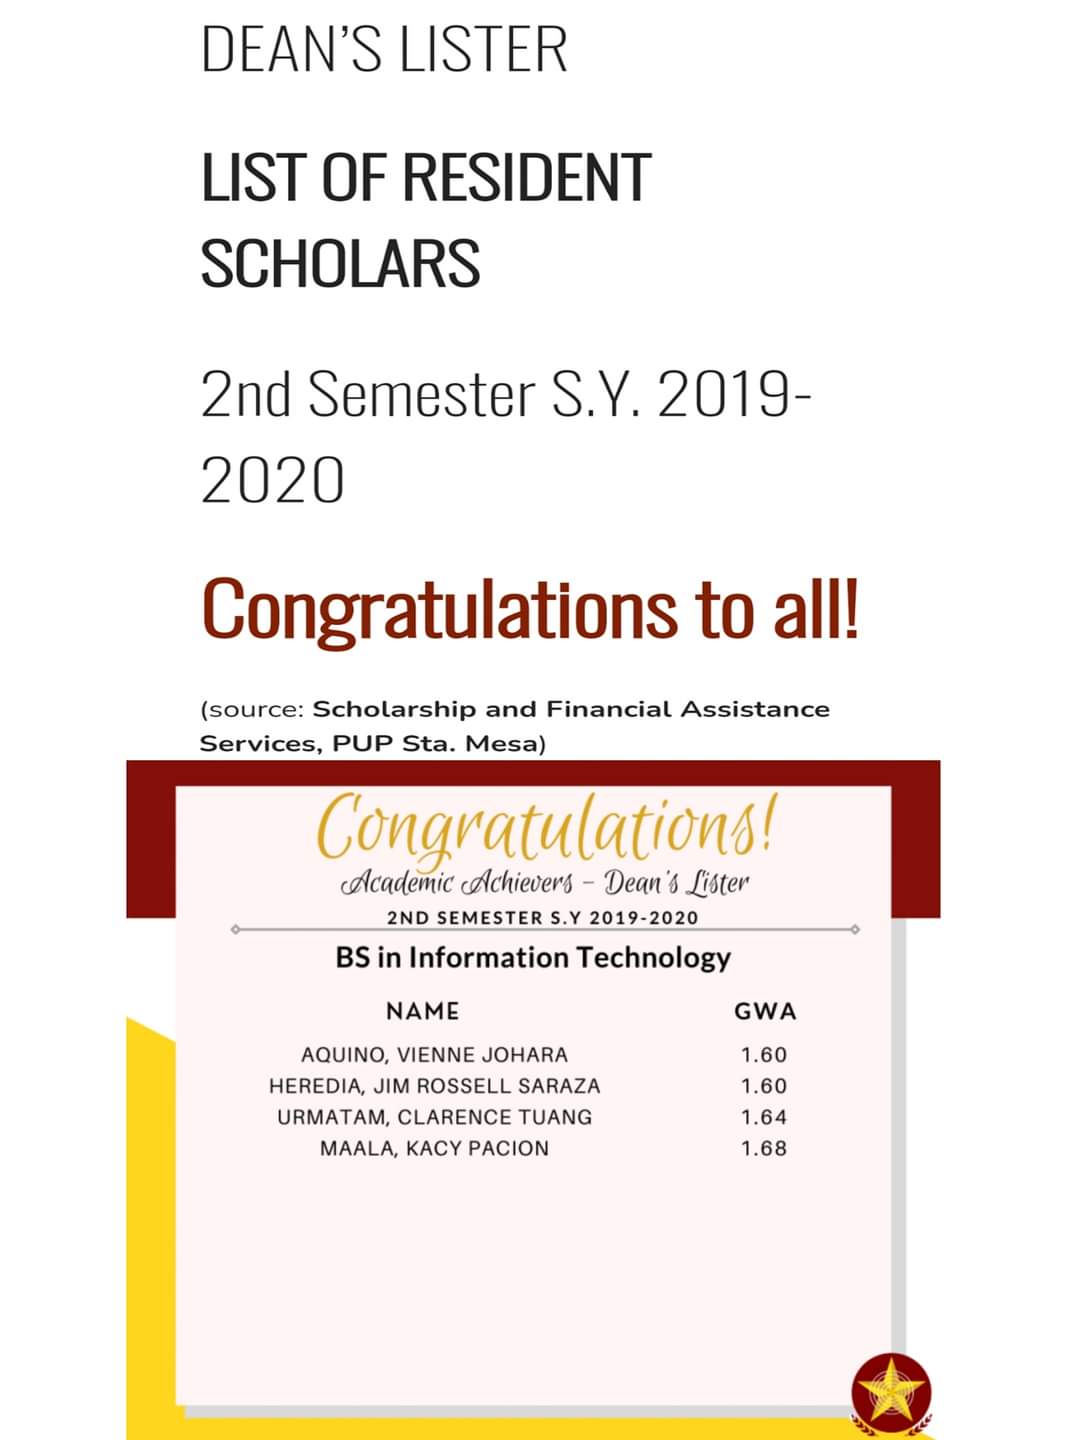 DEAN’S LISTER
LIST OF RESIDENT
SCHOLARS
2nd Semester S.Y. 2019-
2020
Congratulations to all!
(source: Scholarship and Financial Assistance
Services, PUP Sta. Mesa)
Congratulations!
Academic Achievers - Dean's Lister
2ND SEMESTER S.Y 2019-2020
BS in Information Technology
NAME GWA
AQUINO, VIENNE JOHARA 1.60
HEREDIA, JIM ROSSELL SARAZA 1.60
URMATAM, CLARENCE TUANG 1.64
MAALA, KACY PACION 1.68